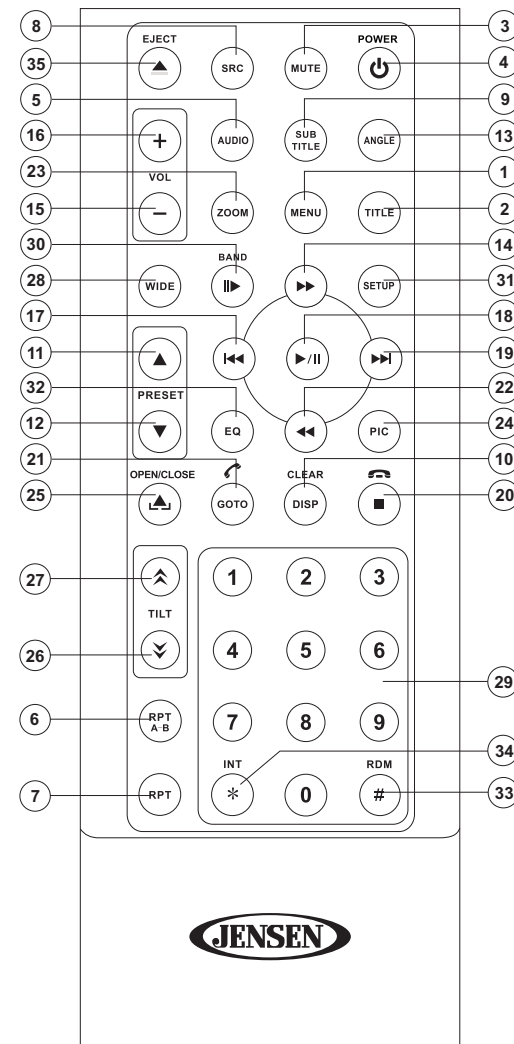 8 3
EJECT POWER
35 SRC MUTE 4
5 9
16 + AUDIO SUB TITLE ANGLE 13
23 VOL 1
15 − ZOOM MENU TITLE 2
30 BAND 14
28 WIDE SETUP 31
17 18
11 19
32 PRESET 22
12 EQ PIC 24
21 10
OPEN/CLOSE CLEAR
25 GOTO DISP 20
27 1 2 3
TILT
26 4 5 6
29
6 RPT A-B 7 8 9
34
INT RDM
7 RPT * 0 # 33
JENSEN